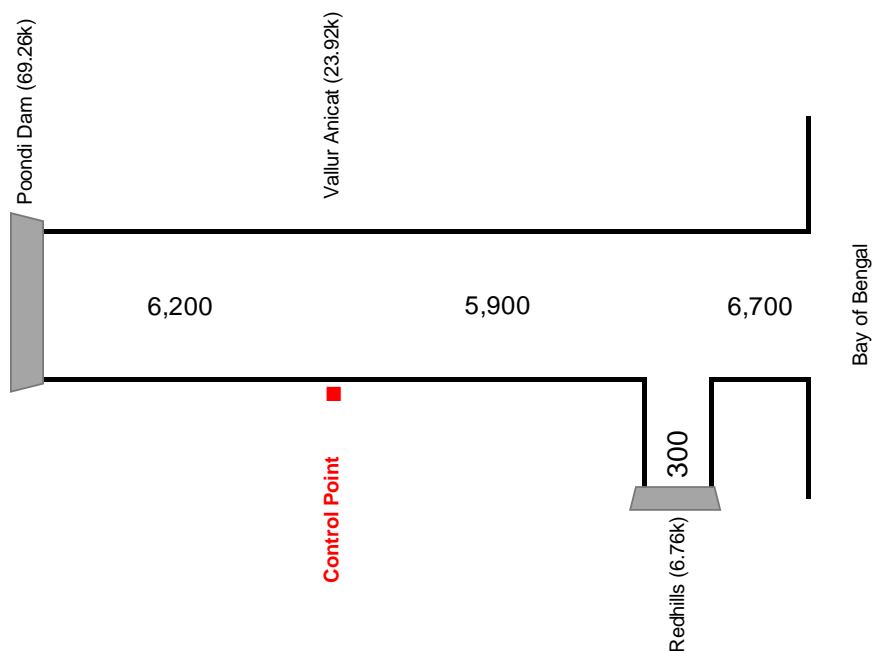 Poondi Dam (69.26k)
Vallur Anicat (23.92k)
6,200
5,900
6,700
Bay of Bengal
Control Point
300
Redhills (6.76k)